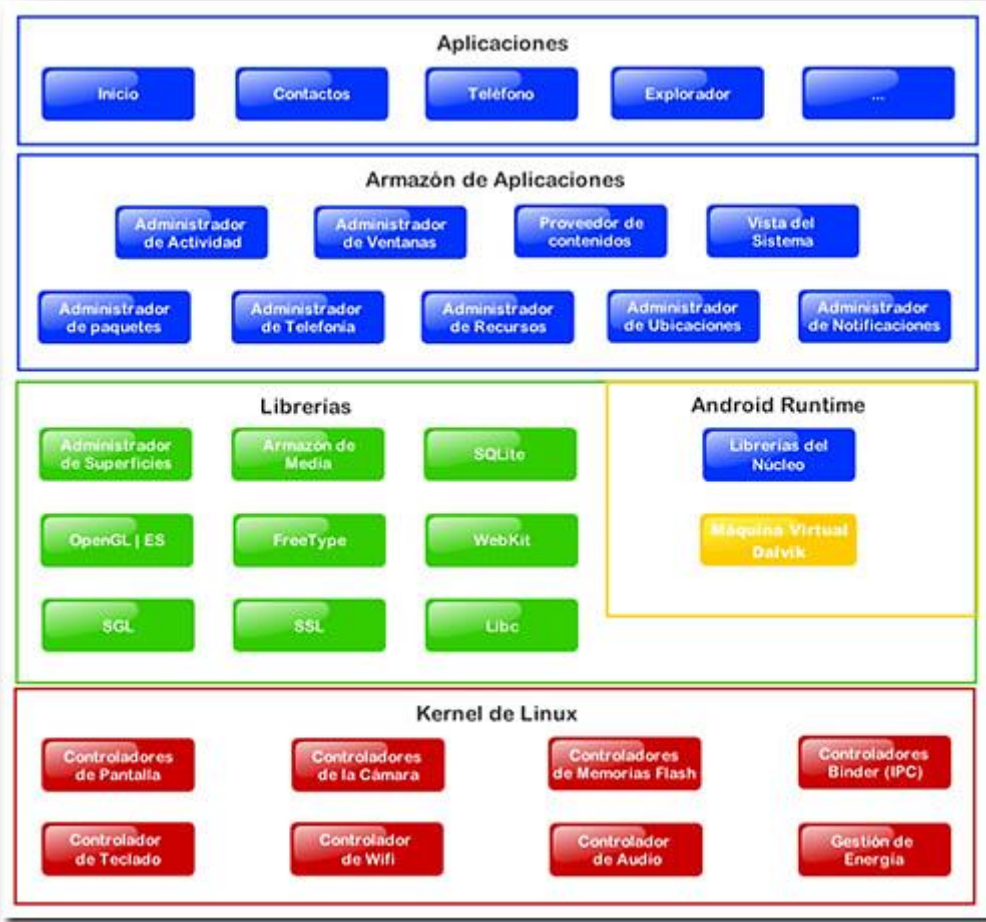 Aplicaciones
Inicio
Contactos
Teléfono
Explorador
...
Armazón de Aplicaciones
Administrador
de Actividad
Administrador
de Ventanas
Proveedor de
contenidos
Vista del
Sistema
Administrador
de paquetes
Administrador
de Telefonía
Administrador
de Recursos
Administrador
de Ubicaciones
Administrador
de Notificaciones
Librerías
Administrador
de Superficies
Armazón de
Media
SQLite
OpenGL | ES
FreeType
WebKit
SGL
SSL
Libc
Android Runtime
Librerías del
Núcleo
Máquina Virtual
Dalvik
Kernel de Linux
Controladores
de Pantalla
Controladores
de la Cámara
Controladores
de Memorias Flash
Controladores
Binder (IPC)
Controlador
de Teclado
Controlador
de Wifi
Controlador
de Audio
Gestión de
Energía